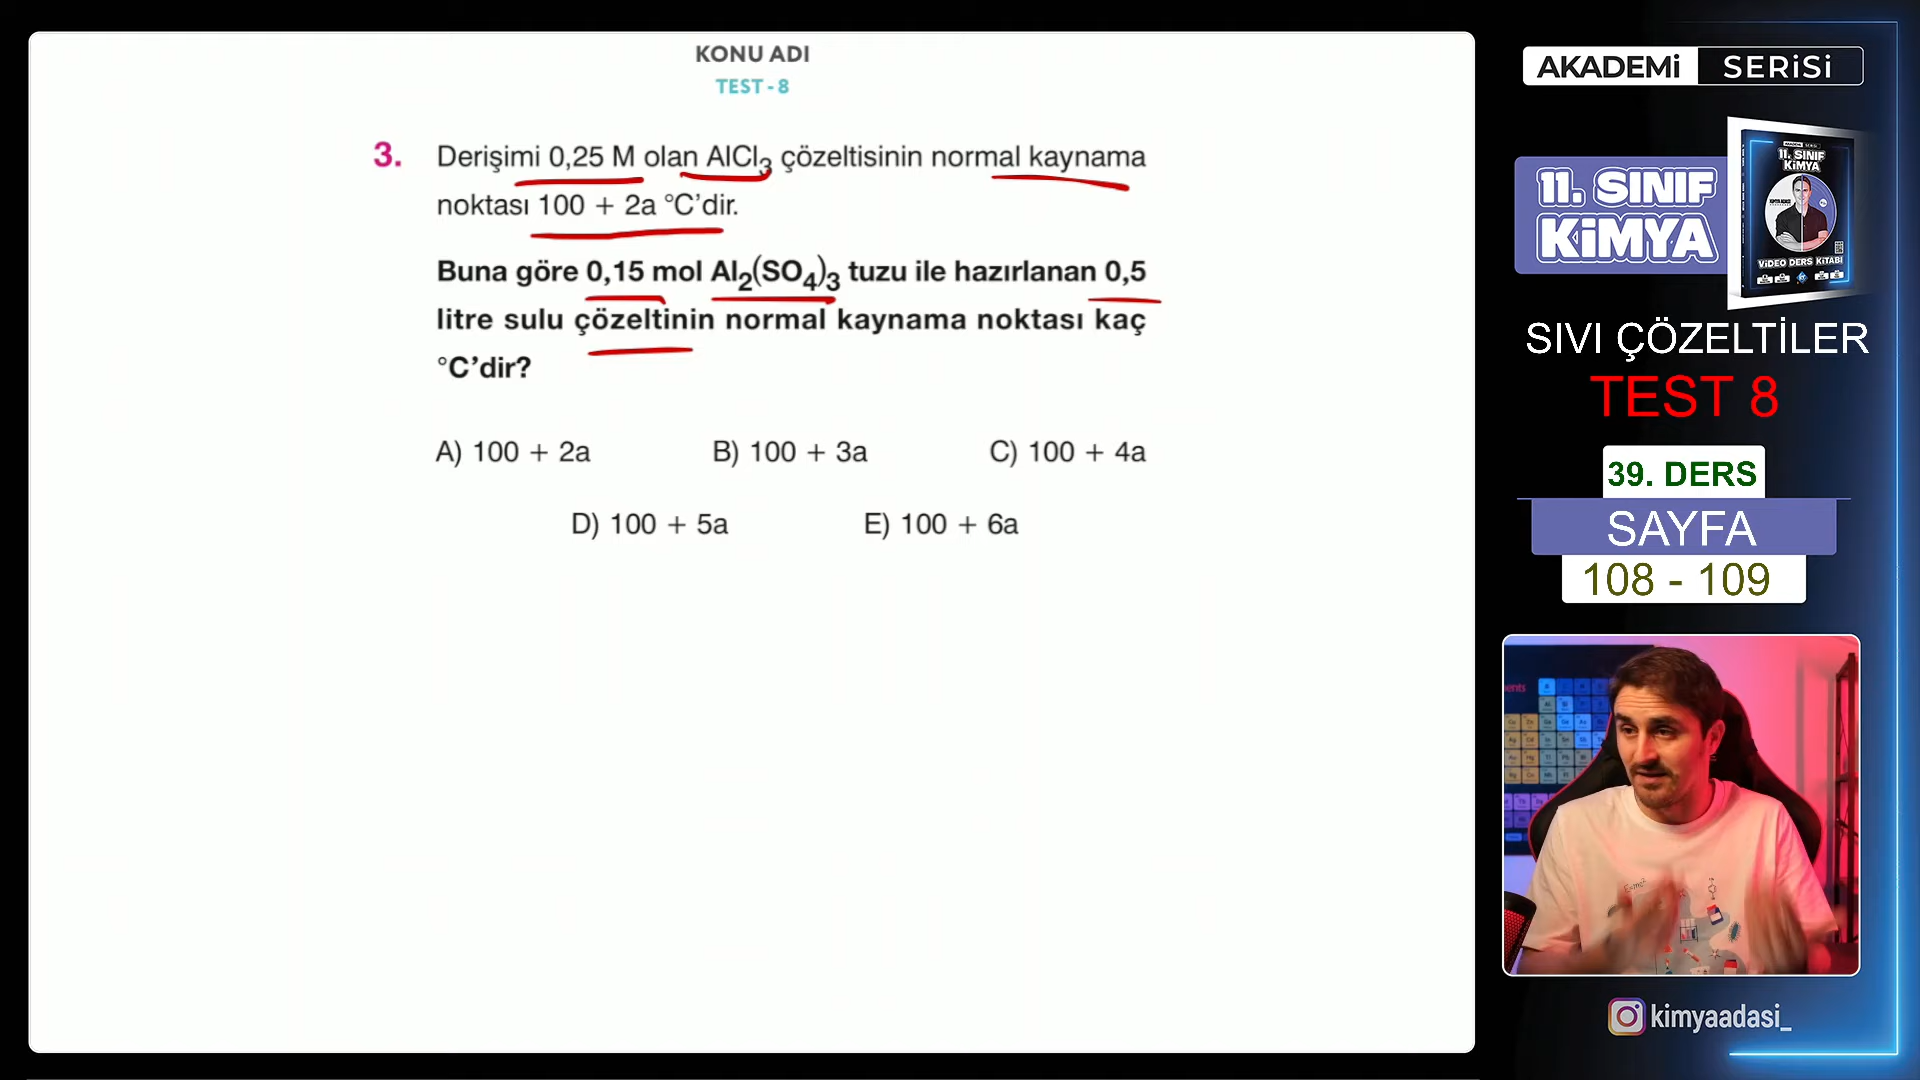 KONU ADI
TEST - 8
3. Derişimi 0,25 M olan AlCl₃ çözeltisinin normal kaynama
noktası 100 + 2a °C'dir.
Buna göre 0,15 mol Al₂(SO₄)₃ tuzu ile hazırlanan 0,5
litre sulu çözeltinin normal kaynama noktası kaç
°C'dir?
A) 100 + 2a B) 100 + 3a C) 100 + 4a
D) 100 + 5a E) 100 + 6a
AKADEMİ SERİSİ
11. SINIF
KİMYA
11. SINIF
KİMYA
VİDEO DERS KİTABI
SIVI ÇÖZELTİLER
TEST 8
39. DERS
SAYFA
108 - 109
kimyaadasi_